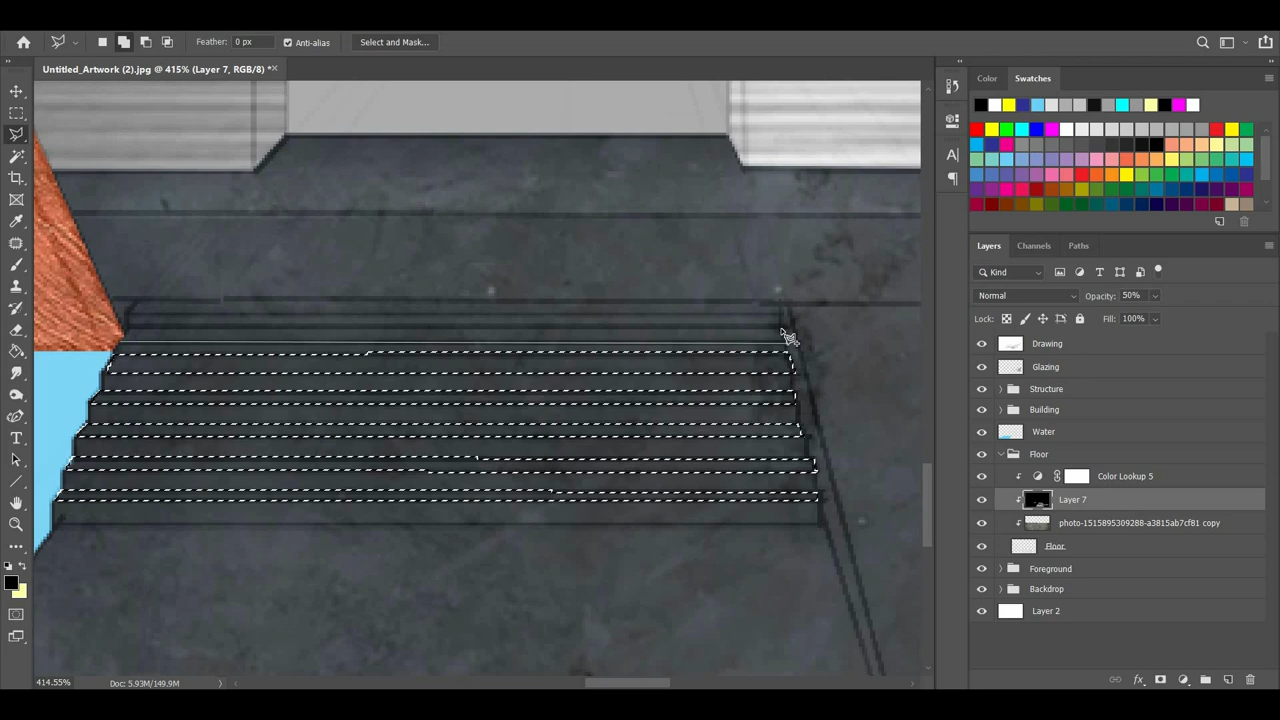 Feather: 0 px Anti-alias Select and Mask...
Untitled_Artwork (2).jpg @ 415% (Layer 7, RGB/8) *
Color Swatches
Layers Channels Paths
Kind
Normal Opacity: 50%
Lock: Fill: 100%
Drawing
Glazing
Structure
Building
Water
Floor
Color Lookup 5
Layer 7
photo-1515895309288-a3815ab7cf81 copy
Floor
Foreground
Backdrop
Layer 2
414.55% Doc: 5.93M/149.9M